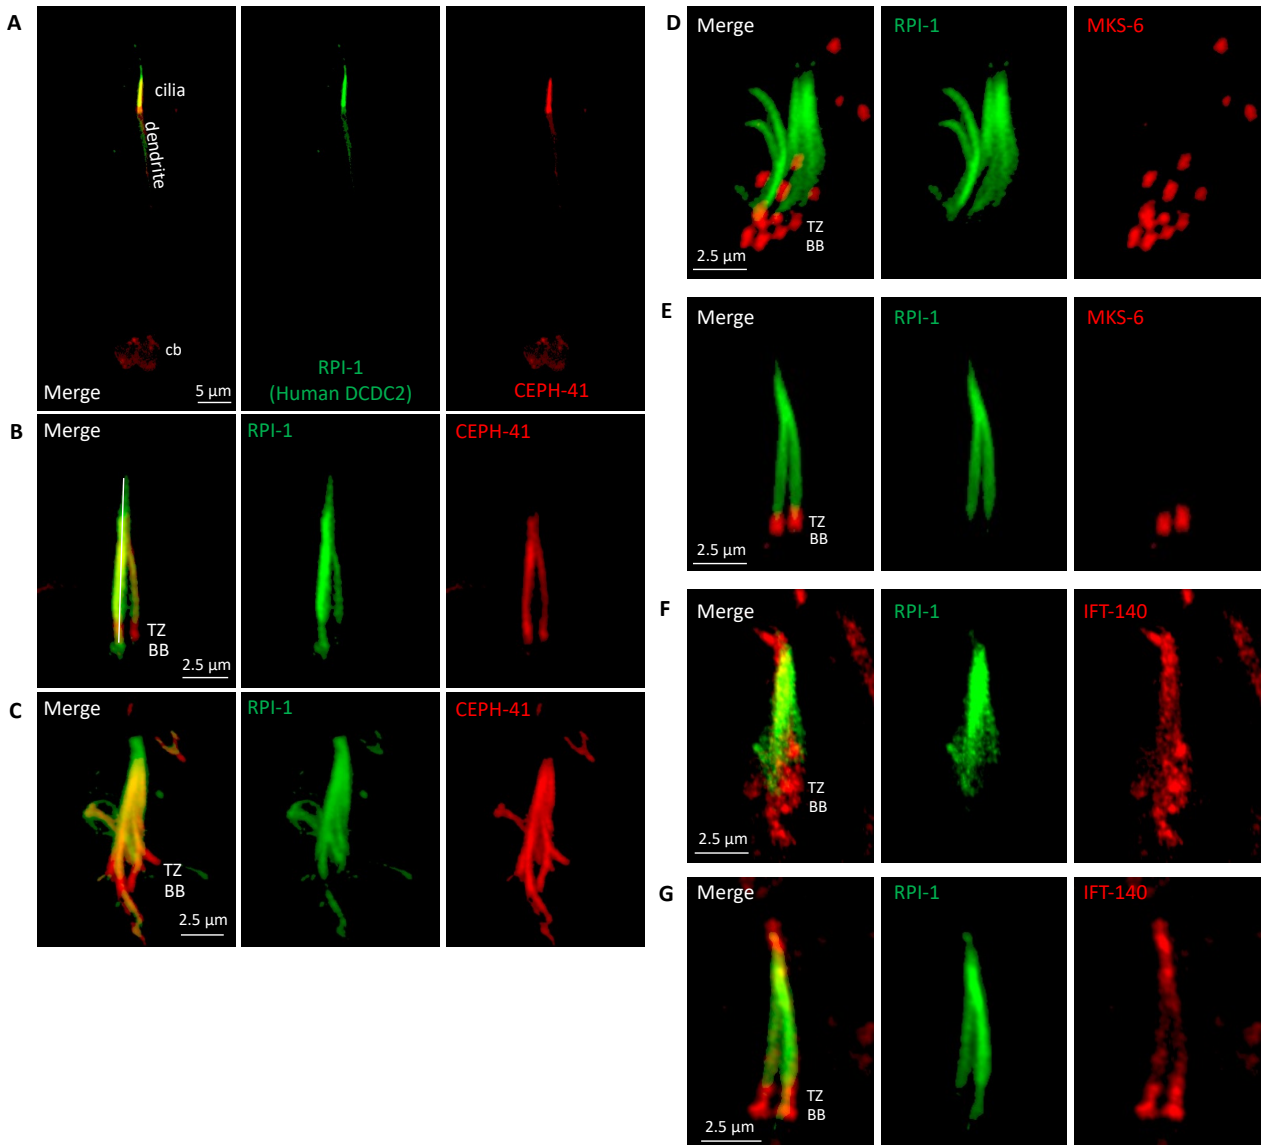 A
cilia
dendrite
cb
Merge
5 µm
RPI-1
(Human DCDC2)
CEPH-41
B
Merge
RPI-1
CEPH-41
TZ
BB
2.5 µm
C
Merge
RPI-1
CEPH-41
TZ
BB
2.5 µm
D
Merge
RPI-1
MKS-6
TZ
BB
2.5 µm
E
Merge
RPI-1
MKS-6
TZ
BB
2.5 µm
F
Merge
RPI-1
IFT-140
TZ
BB
2.5 µm
G
Merge
RPI-1
IFT-140
TZ
BB
2.5 µm